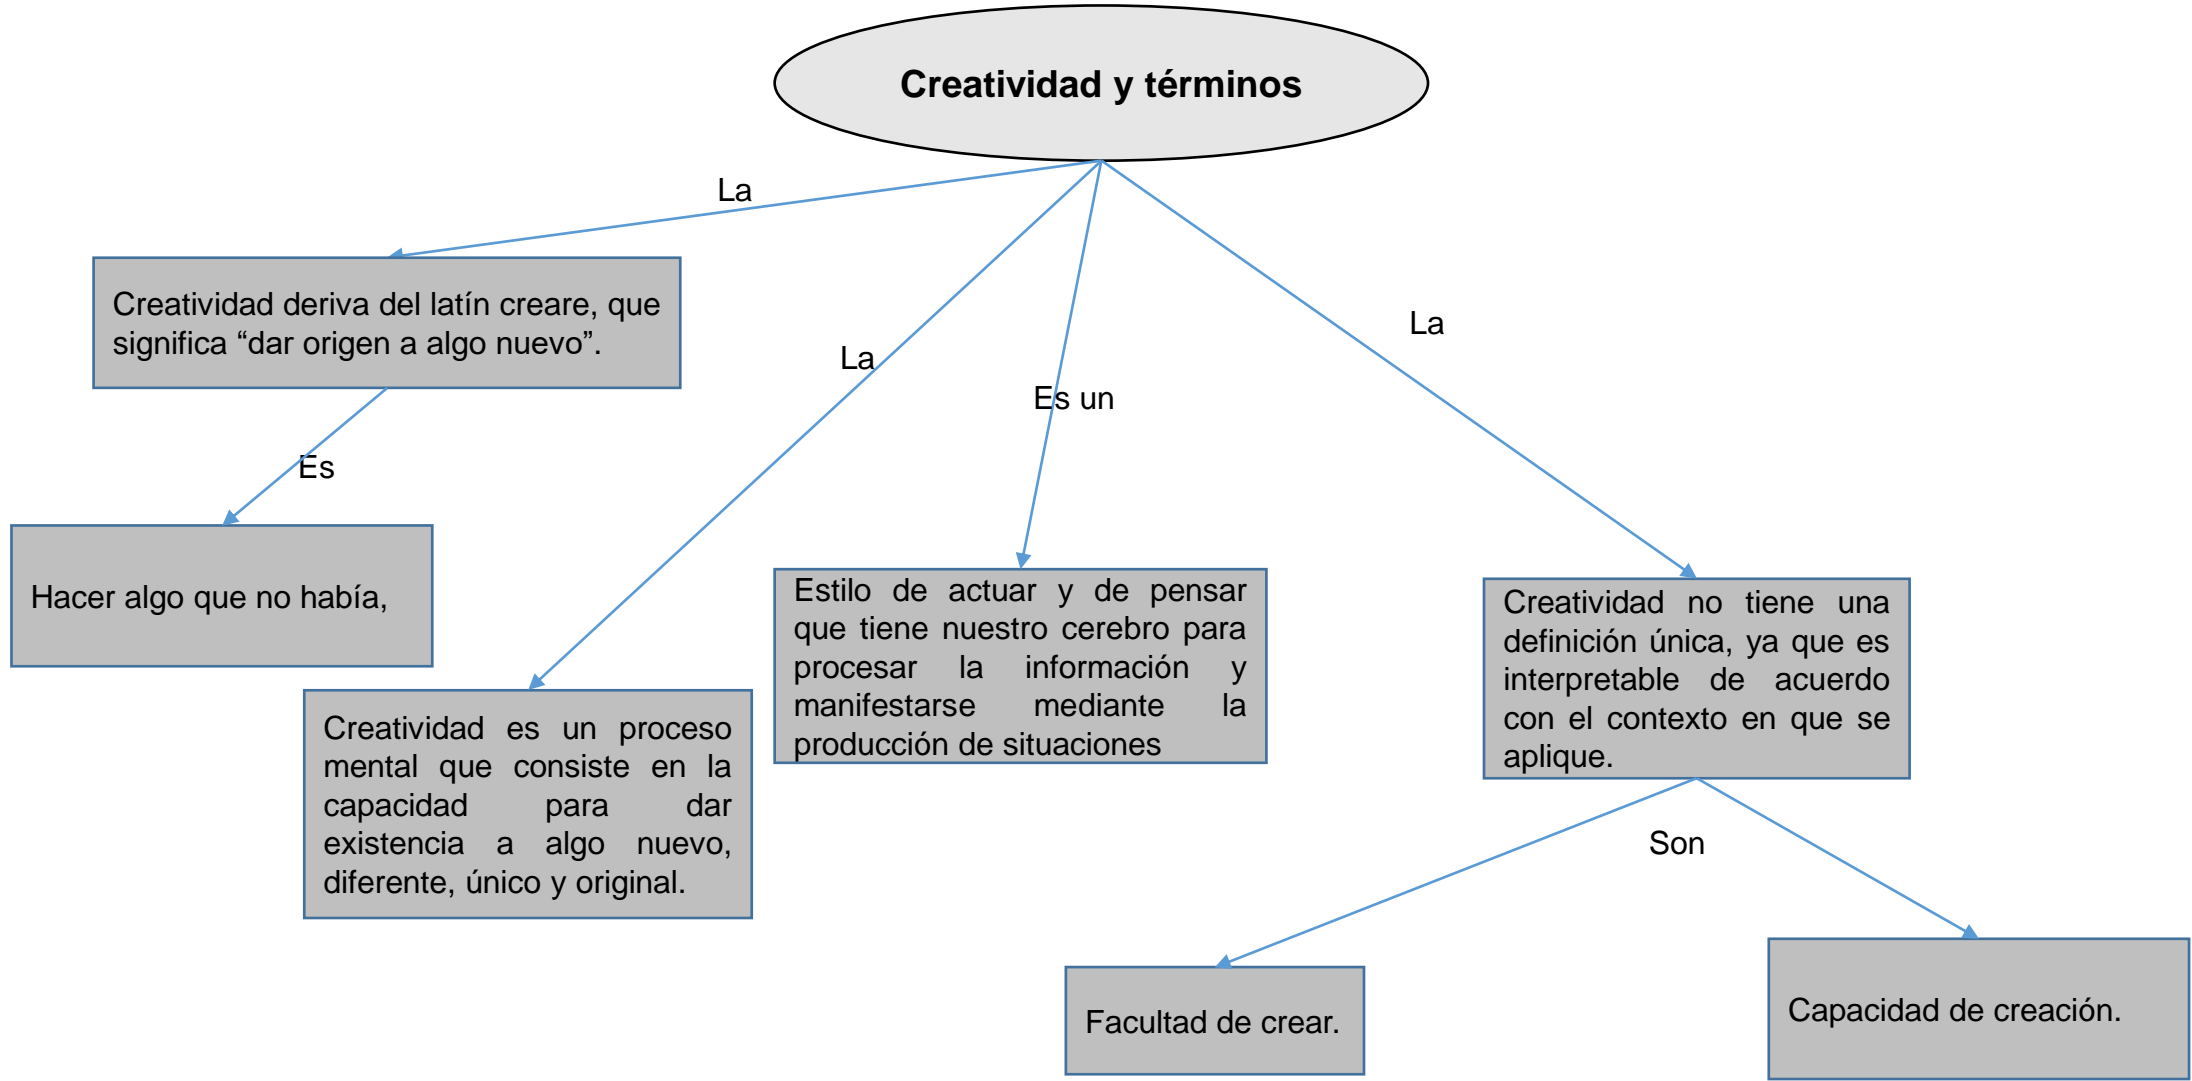 Creatividad y términos
La
Creatividad deriva del latín creare, que
significa “dar origen a algo nuevo”.
La
La
Es un
Es
Hacer algo que no había,
Estilo de actuar y de pensar
que tiene nuestro cerebro para
procesar la información y
manifestarse mediante la
producción de situaciones
Creatividad no tiene una
definición única, ya que es
interpretable de acuerdo
con el contexto en que se
aplique.
Creatividad es un proceso
mental que consiste en la
capacidad para dar
existencia a algo nuevo,
diferente, único y original.
Son
Facultad de crear.
Capacidad de creación.